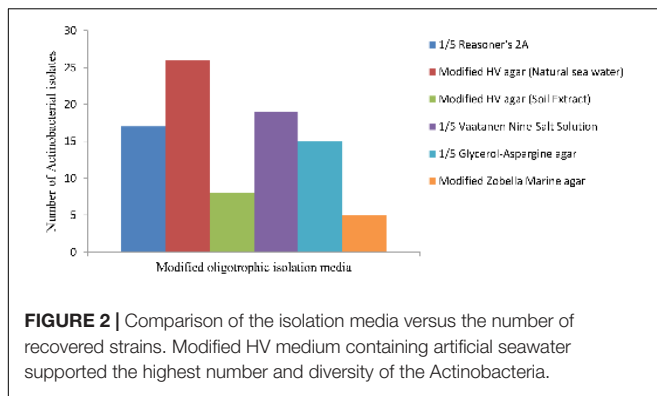 30
25
20
15
10
5
0
Number of Actinobacterial isolates
Modified oligotrophic isolation media
1/5 Reasoner's 2A
Modified HV agar (Natural sea water)
Modified HV agar (Soil Extract)
1/5 Vaatanen Nine Salt Solution
1/5 Glycerol-Aspargine agar
Modified Zobella Marine agar
FIGURE 2 | Comparison of the isolation media versus the number of
recovered strains. Modified HV medium containing artificial seawater
supported the highest number and diversity of the Actinobacteria.